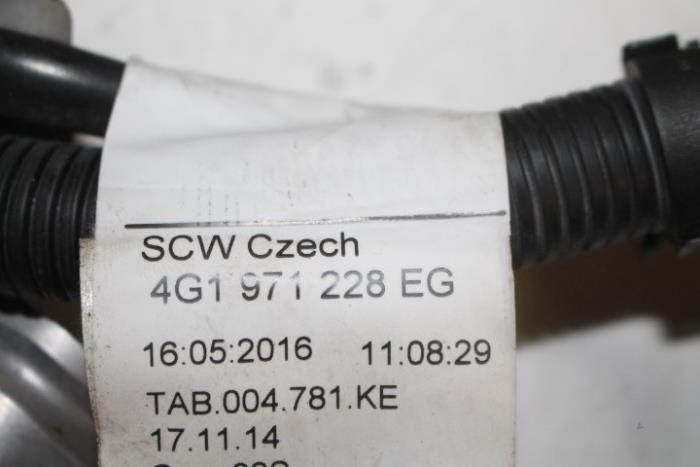 SCW Czech
4G1 971 228 EG
16:05:2016 11:08:29
TAB.004.781.KE
17.11.14